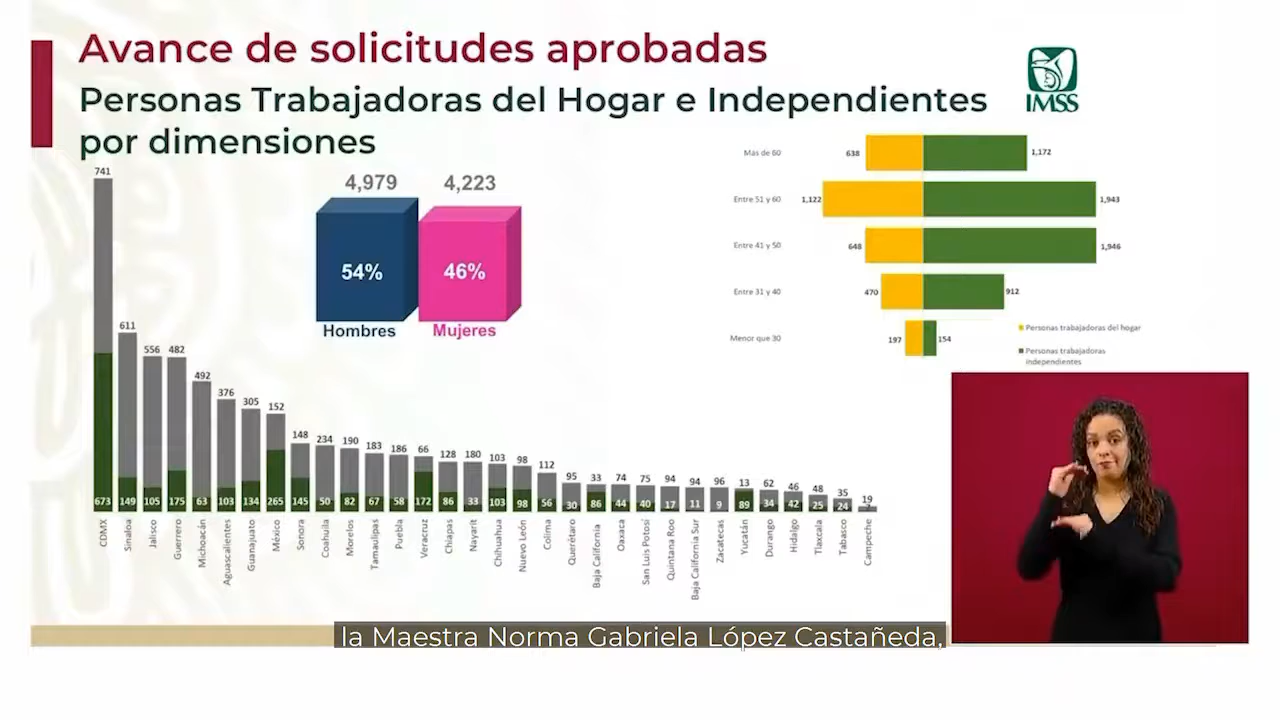 Avance de solicitudes aprobadas
Personas Trabajadoras del Hogar e Independientes
por dimensiones
IMSS
4,979 4,223
54% 46%
Hombres Mujeres
Más de 60 638 1,172
Entre 51 y 60 1,122 1,943
Entre 41 y 50 648 1,946
Entre 31 y 40 470 912
Menor que 30 197 154
Personas trabajadoras del hogar
Personas trabajadoras
independientes
741 611 556 482 492 376 305 152 148 234 190 183 186 66 128 180 103 98 112 95 33 74 75 94 94 96 13 62 46 48 35 19
673 149 105 175 63 103 134 265 145 50 82 67 58 172 86 33 103 98 56 30 86 44 40 17 11 9 89 34 42 25 24
CDMX Sinaloa Jalisco Guerrero Michoacán Aguascalientes Guanajuato México Sonora Coahuila Morelos Tamaulipas Puebla Veracruz Chiapas Nayarit Chihuahua Nuevo León Colima Querétaro Baja California Oaxaca San Luis Potosí Quintana Roo Baja California Sur Zacatecas Yucatán Durango Hidalgo Tlaxcala Tabasco Campeche
la Maestra Norma Gabriela López Castañeda,